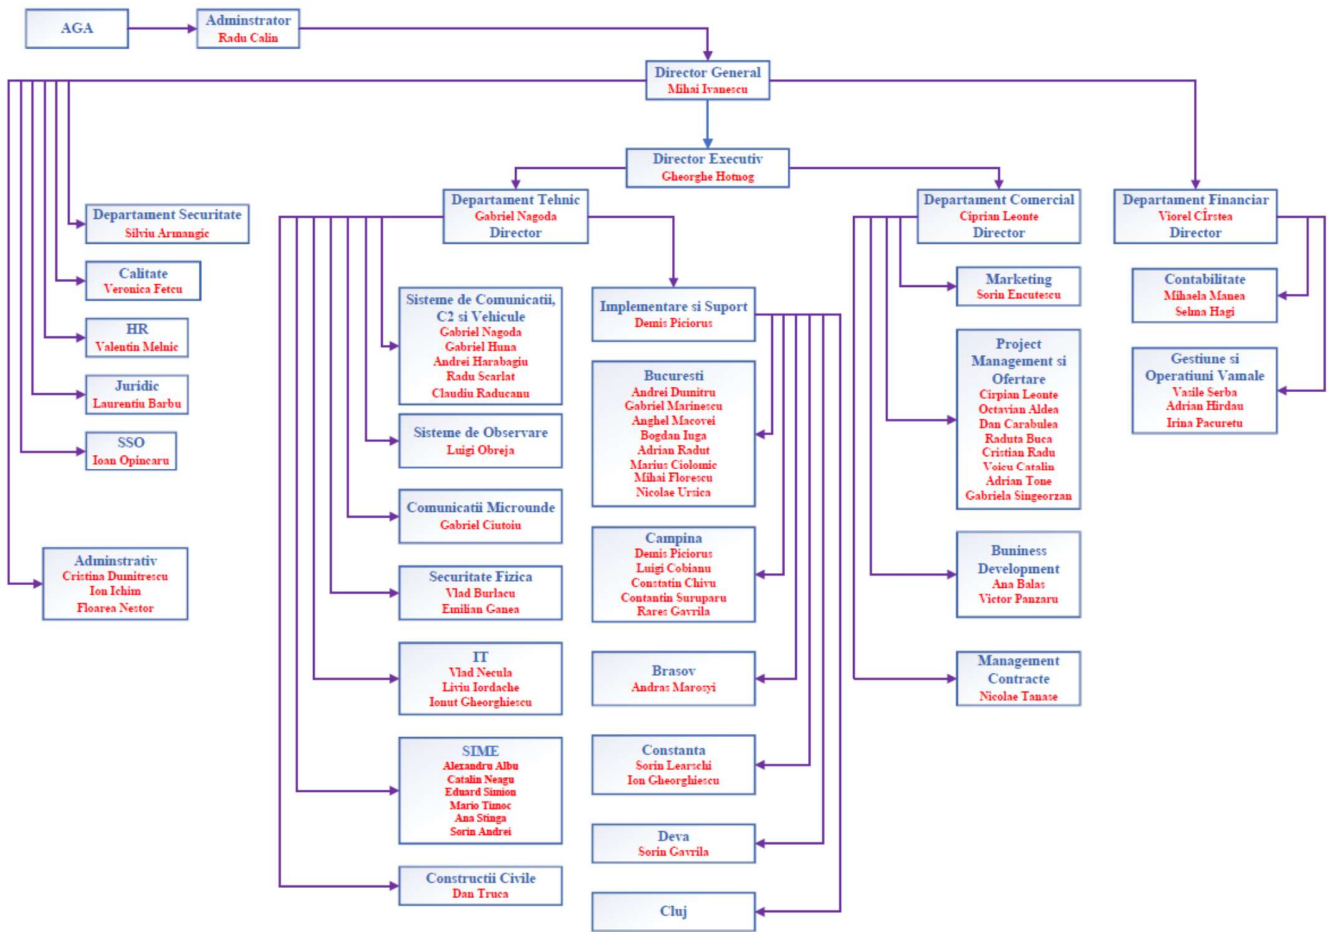 AGA
Adminstrator
Radu Calin
Director General
Mihai Ivanescu
Director Executiv
Gheorghe Hotnog
Departament Tehnic
Gabriel Nagoda
Director
Departament Comercial
Ciprian Leonte
Director
Departament Financiar
Viorel Cîrstea
Director
Departament Securitate
Silviu Armangic
Calitate
Veronica Fetcu
HR
Valentin Melnic
Juridic
Laurentiu Barbu
SSO
Ioan Opincaru
Adminstrativ
Cristina Dumitrescu
Ion Ichim
Floarea Nestor
Sisteme de Comunicatii,
C2 si Vehicule
Gabriel Nagoda
Gabriel Huna
Andrei Harabagiu
Radu Scarlat
Claudiu Raducanu
Sisteme de Observare
Luigi Obreja
Comunicatii Microunde
Gabriel Ciutoiu
Securitate Fizica
Vlad Burlacu
Emilian Ganea
IT
Vlad Necula
Liviu Iordache
Ionut Gheorghiescu
SIME
Alexandru Albu
Catalin Neagu
Eduard Simion
Mario Timoc
Ana Stinga
Sorin Andrei
Constructii Civile
Dan Truca
Implementare si Suport
Demis Piciorus
Bucuresti
Andrei Dumitru
Gabriel Marinescu
Anghel Macovei
Bogdan Iuga
Adrian Radut
Marius Ciolomic
Mihai Florescu
Nicolae Ursica
Campina
Demis Piciorus
Luigi Cobianu
Constatin Chivu
Contantin Suruparu
Rares Gavrila
Brasov
Andras Marosyi
Constanta
Sorin Learschi
Ion Gheorghiescu
Deva
Sorin Gavrila
Cluj
Marketing
Sorin Encutescu
Project
Management si
Ofertare
Cirpian Leonte
Octavian Aldea
Dan Carabulea
Raduta Buca
Cristian Radu
Voicu Catalin
Adrian Tone
Gabriela Singeorzan
Buniness
Development
Ana Balas
Victor Panzaru
Management
Contracte
Nicolae Tanase
Contabilitate
Mihaela Manea
Selina Hagi
Gestiune si
Operatiuni Vamale
Vasile Serba
Adrian Hirdau
Irina Pacuretu